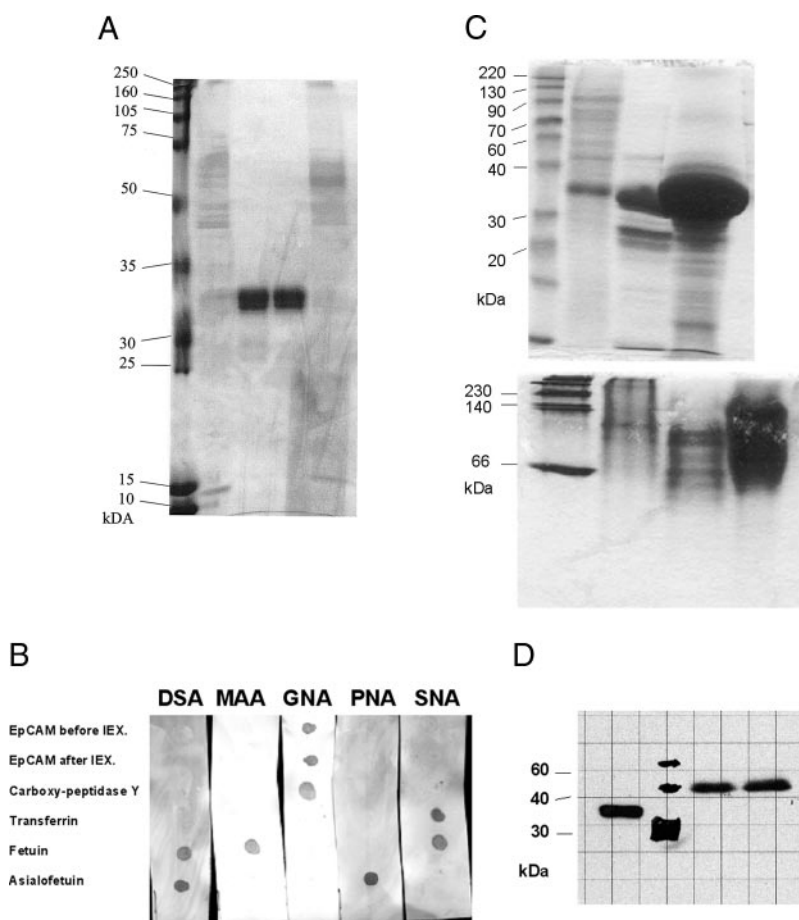 A
250
160
105
75
50
35
30
25
15
10
kDA
C
220
130
90
70
60
40
30
20
kDa
230
140
66
kDa
B
DSA MAA GNA PNA SNA
EpCAM before IEX.
EpCAM after IEX.
Carboxy-peptidase Y
Transferrin
Fetuin
Asialofetuin
D
60
40
30
kDa